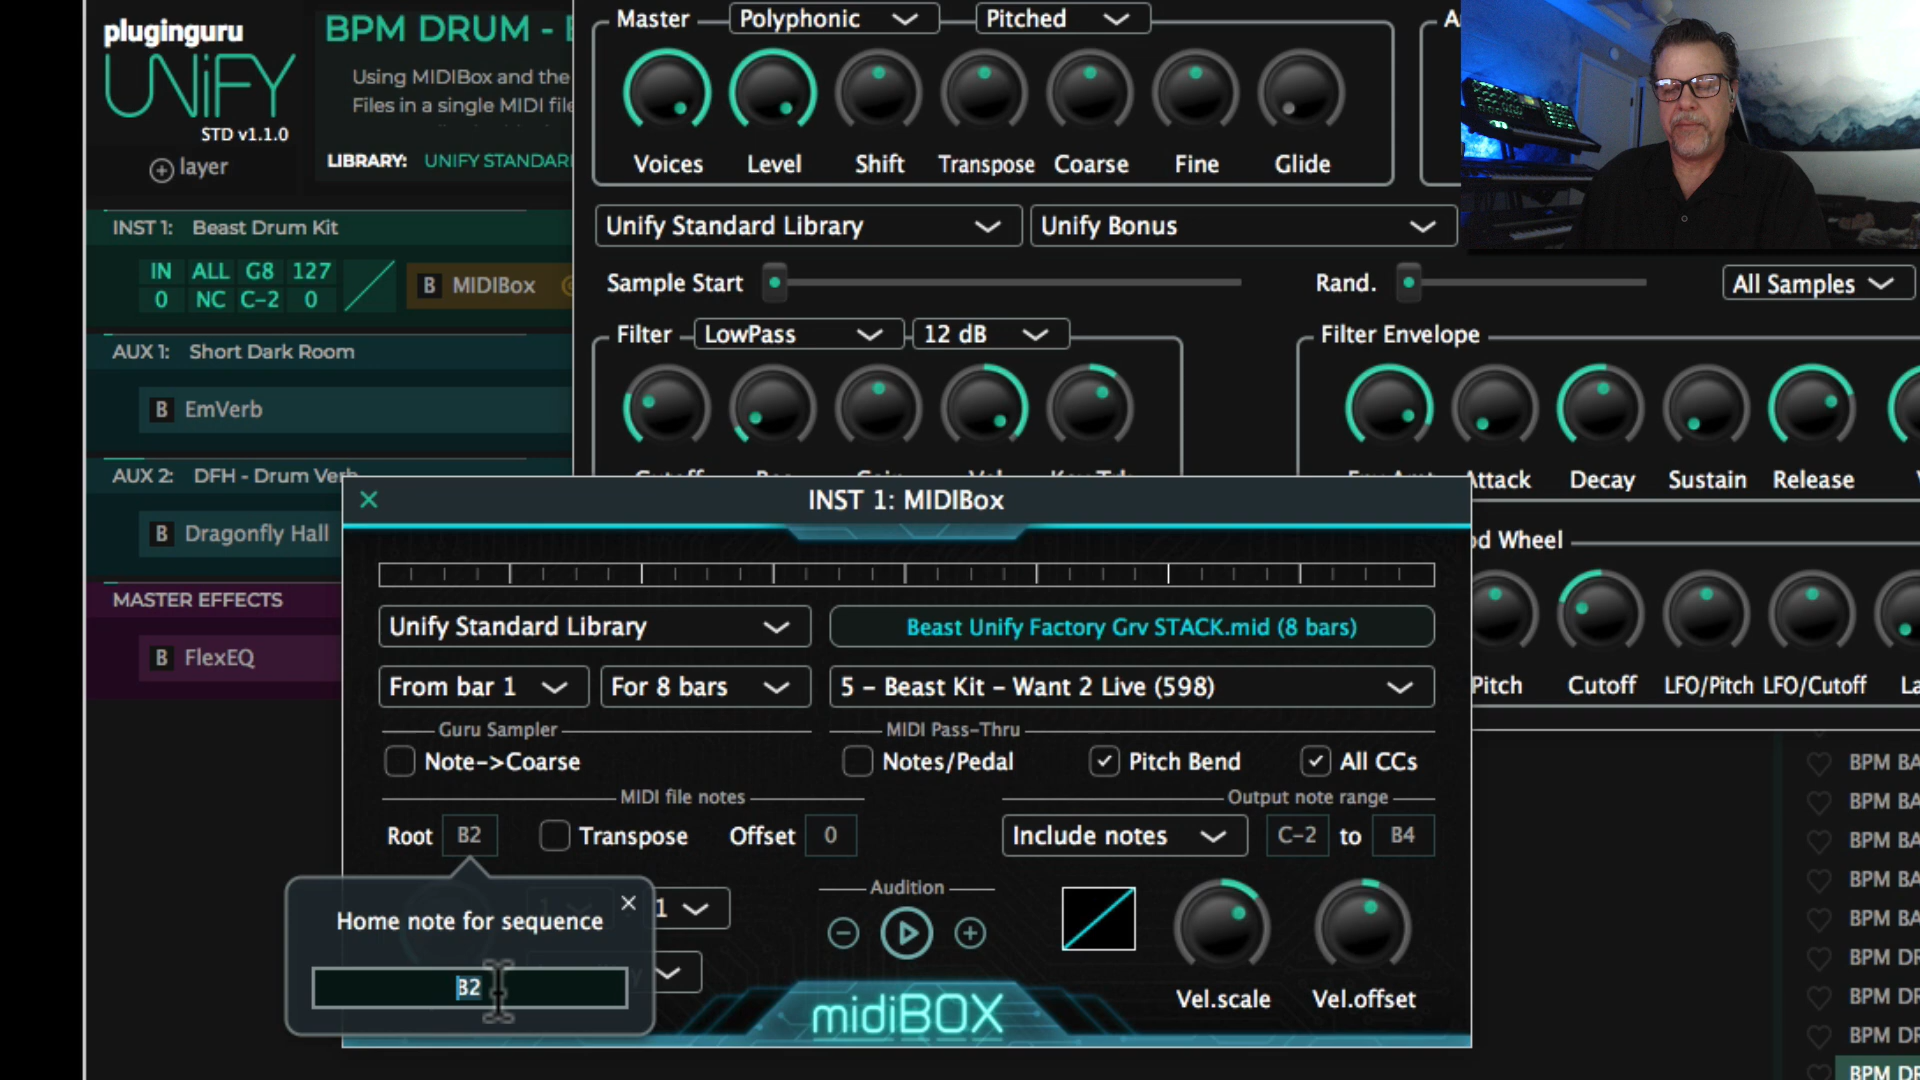 pluginguru
UNiFY
STD v1.1.0
layer
BPM DRUM -
Using MIDIBox and the
Files in a single MIDI file
LIBRARY: UNIFY STANDARD
INST 1: Beast Drum Kit
IN ALL G8 127
0 NC C-2 0
B MIDIBox
AUX 1: Short Dark Room
B EmVerb
AUX 2: DFH - Drum Verb
B Dragonfly Hall
MASTER EFFECTS
B FlexEQ
Master Polyphonic Pitched
Voices Level Shift Transpose Coarse Fine Glide
Unify Standard Library Unify Bonus
Sample Start Rand. All Samples
Filter LowPass 12 dB Filter Envelope
Attack Decay Sustain Release
Wheel
Pitch Cutoff LFO/Pitch LFO/Cutoff
INST 1: MIDIBox
Unify Standard Library Beast Unify Factory Grv STACK.mid (8 bars)
From bar 1 For 8 bars 5 - Beast Kit - Want 2 Live (598)
Guru Sampler MIDI Pass-Thru
Note->Coarse Notes/Pedal Pitch Bend All CCs
MIDI file notes Output note range
Root B2 Transpose Offset 0 Include notes C-2 to B4
Home note for sequence
B2
1
Audition
Vel.scale Vel.offset
midiBOX
BPM BA
BPM BA
BPM BA
BPM BA
BPM BA
BPM DR
BPM DR
BPM DR
BPM DR